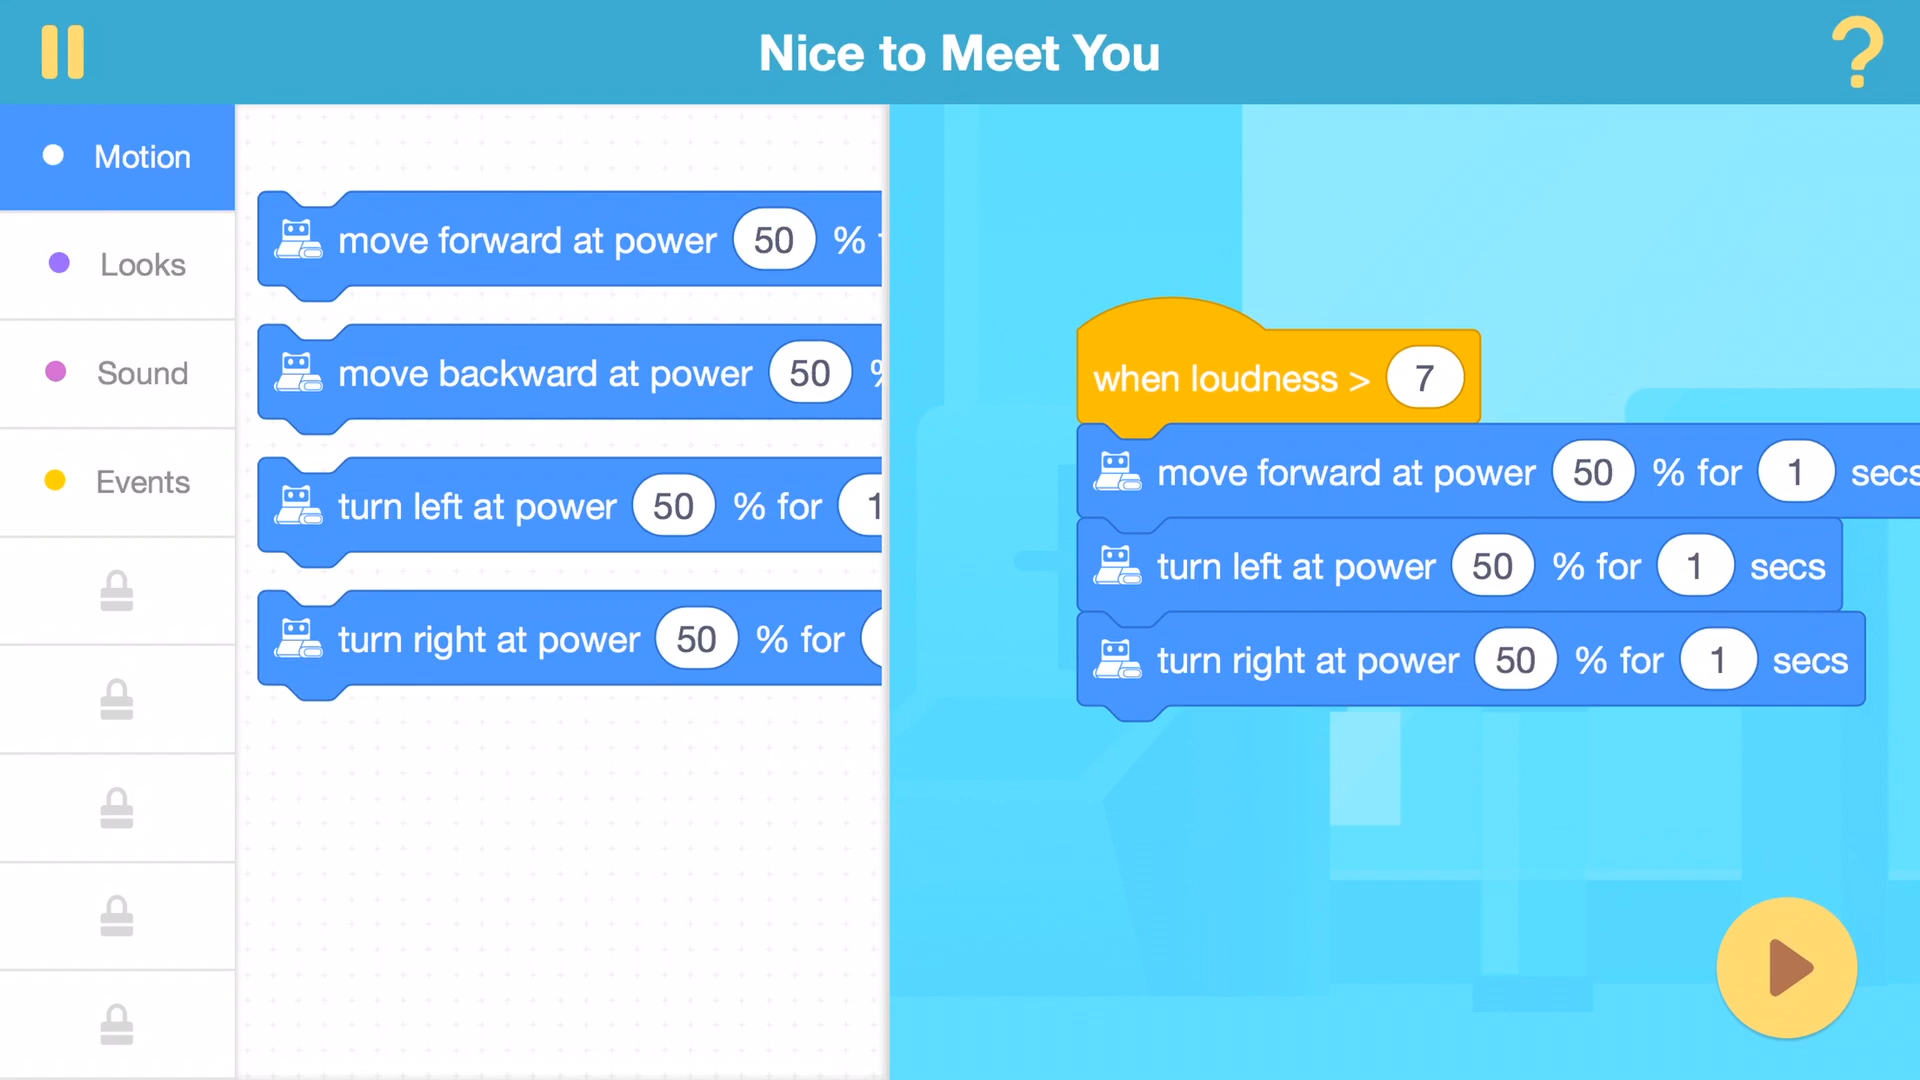 Nice to Meet You
?
Motion
Looks
Sound
Events
move forward at power 50 %
move backward at power 50 %
turn left at power 50 % for 1
turn right at power 50 % for
when loudness > 7
move forward at power 50 % for 1 secs
turn left at power 50 % for 1 secs
turn right at power 50 % for 1 secs